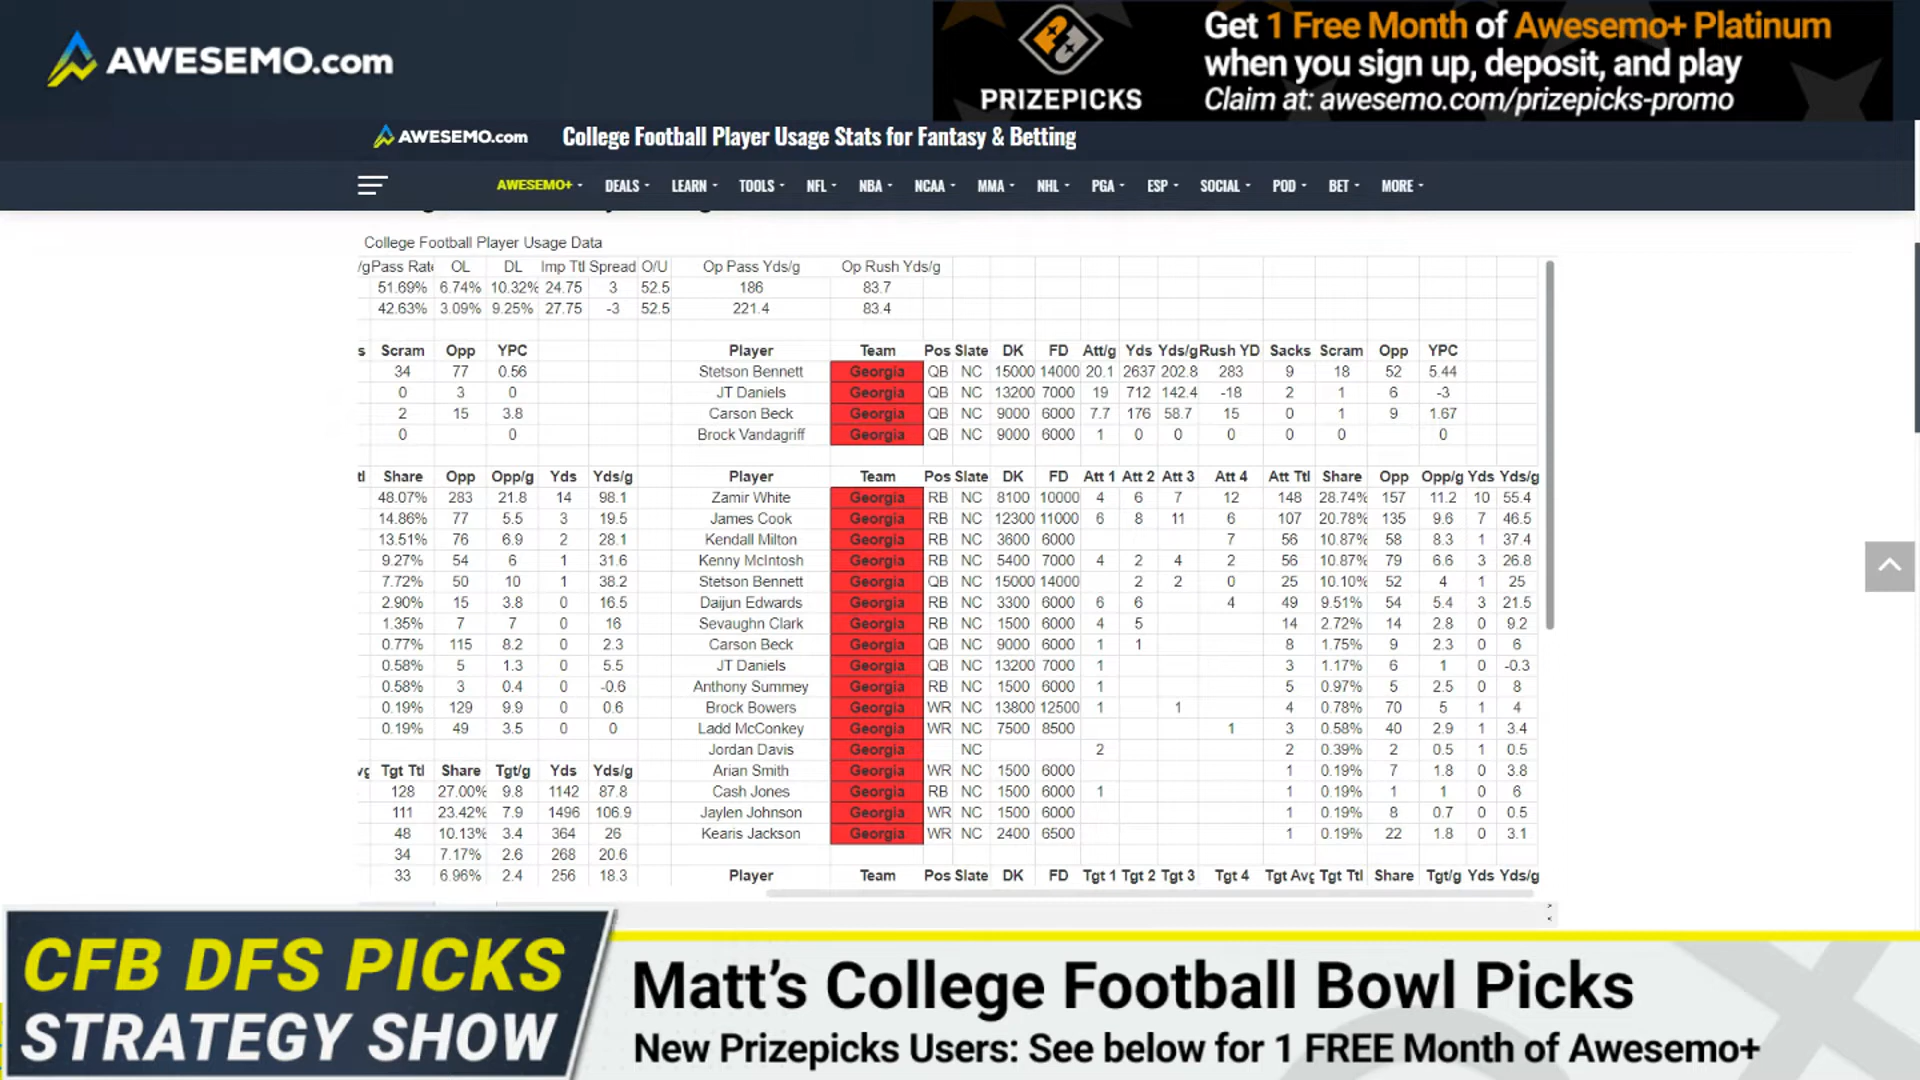 AWESEMO.com
PRIZEPICKS
Get 1 Free Month of Awesemo+ Platinum
when you sign up, deposit, and play
Claim at: awesemo.com/prizepicks-promo
AWESEMO.com College Football Player Usage Stats for Fantasy & Betting
AWESEMO+ DEALS LEARN TOOLS NFL NBA NCAA MMA NHL PGA ESP SOCIAL POD BET MORE
College Football Player Usage Data
/gPass Rate OL DL Imp Ttl Spread O/U Op Pass Yds/g Op Rush Yds/g
51.69% 6.74% 10.32% 24.75 3 52.5 186 83.7
42.63% 3.09% 9.25% 27.75 -3 52.5 221.4 83.4
s Scram Opp YPC Player Team Pos Slate DK FD Att/g Yds Yds/g Rush YD Sacks Scram Opp YPC
34 77 0.56 Stetson Bennett Georgia QB NC 15000 14000 20.1 2637 202.8 283 9 18 52 5.44
0 3 0 JT Daniels Georgia QB NC 13200 7000 19 712 142.4 -18 2 1 6 -3
2 15 3.8 Carson Beck Georgia QB NC 9000 6000 7.7 176 58.7 15 0 1 9 1.67
0 0 Brock Vandagriff Georgia QB NC 9000 6000 1 0 0 0 0 0 0
tl Share Opp Opp/g Yds Yds/g Player Team Pos Slate DK FD Att 1 Att 2 Att 3 Att 4 Att Ttl Share Opp Opp/g Yds Yds/g
48.07% 283 21.8 14 98.1 Zamir White Georgia RB NC 8100 10000 4 6 7 12 148 28.74% 157 11.2 10 55.4
14.86% 77 5.5 3 19.5 James Cook Georgia RB NC 12300 11000 6 8 11 6 107 20.78% 135 9.6 7 46.5
13.51% 76 6.9 2 28.1 Kendall Milton Georgia RB NC 3600 6000 7 56 10.87% 58 8.3 1 37.4
9.27% 54 6 1 31.6 Kenny McIntosh Georgia RB NC 5400 7000 4 2 4 2 56 10.87% 79 6.6 3 26.8
7.72% 50 10 1 38.2 Stetson Bennett Georgia QB NC 15000 14000 2 2 0 25 10.10% 52 4 1 25
2.90% 15 3.8 0 16.5 Daijun Edwards Georgia RB NC 3300 6000 6 6 4 49 9.51% 54 5.4 3 21.5
1.35% 7 7 0 16 Sevaughn Clark Georgia RB NC 1500 6000 4 5 14 2.72% 14 2.8 0 9.2
0.77% 115 8.2 0 2.3 Carson Beck Georgia QB NC 9000 6000 1 1 8 1.75% 9 2.3 0 6
0.58% 5 1.3 0 5.5 JT Daniels Georgia QB NC 13200 7000 1 3 1.17% 6 1 0 -0.3
0.58% 3 0.4 0 -0.6 Anthony Summey Georgia RB NC 1500 6000 1 5 0.97% 5 2.5 0 8
0.19% 129 9.9 0 0.6 Brock Bowers Georgia WR NC 13800 12500 1 1 4 0.78% 70 5 1 4
0.19% 49 3.5 0 0 Ladd McConkey Georgia WR NC 7500 8500 1 3 0.58% 40 2.9 1 3.4
Jordan Davis Georgia NC 2 2 0.39% 2 0.5 1 0.5
vg Tgt Ttl Share Tgt/g Yds Yds/g Arian Smith Georgia WR NC 1500 6000 1 0.19% 7 1.8 0 3.8
128 27.00% 9.8 1142 87.8 Cash Jones Georgia RB NC 1500 6000 1 1 0.19% 1 1 0 6
111 23.42% 7.9 1496 106.9 Jaylen Johnson Georgia WR NC 1500 6000 1 0.19% 8 0.7 0 0.5
48 10.13% 3.4 364 26 Kearis Jackson Georgia WR NC 2400 6500 1 0.19% 22 1.8 0 3.1
34 7.17% 2.6 268 20.6
33 6.96% 2.4 256 18.3 Player Team Pos Slate DK FD Tgt 1 Tgt 2 Tgt 3 Tgt 4 Tgt Avg Tgt Ttl Share Tgt/g Yds Yds/g
CFB DFS PICKS
STRATEGY SHOW
Matt's College Football Bowl Picks
New Prizepicks Users: See below for 1 FREE Month of Awesemo+